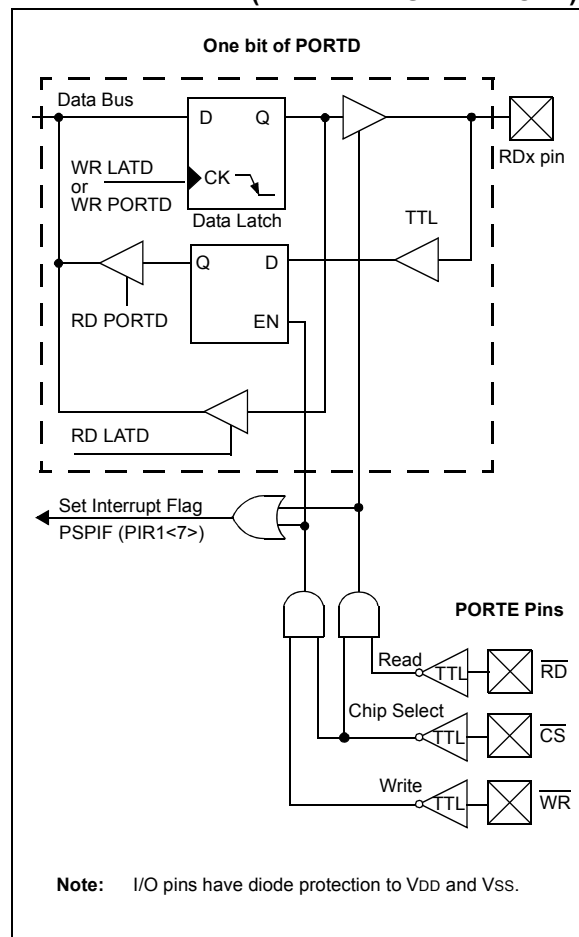 One bit of PORTD
Data Bus
D Q
RDx pin
WR LATD
or
WR PORTD
CK
Data Latch
TTL
Q D
EN
RD PORTD
RD LATD
Set Interrupt Flag
PSPIF (PIR1<7>)
PORTE Pins
Read
TTL
RD
Chip Select
TTL
CS
Write
TTL
WR
Note: I/O pins have diode protection to VDD and VSS.